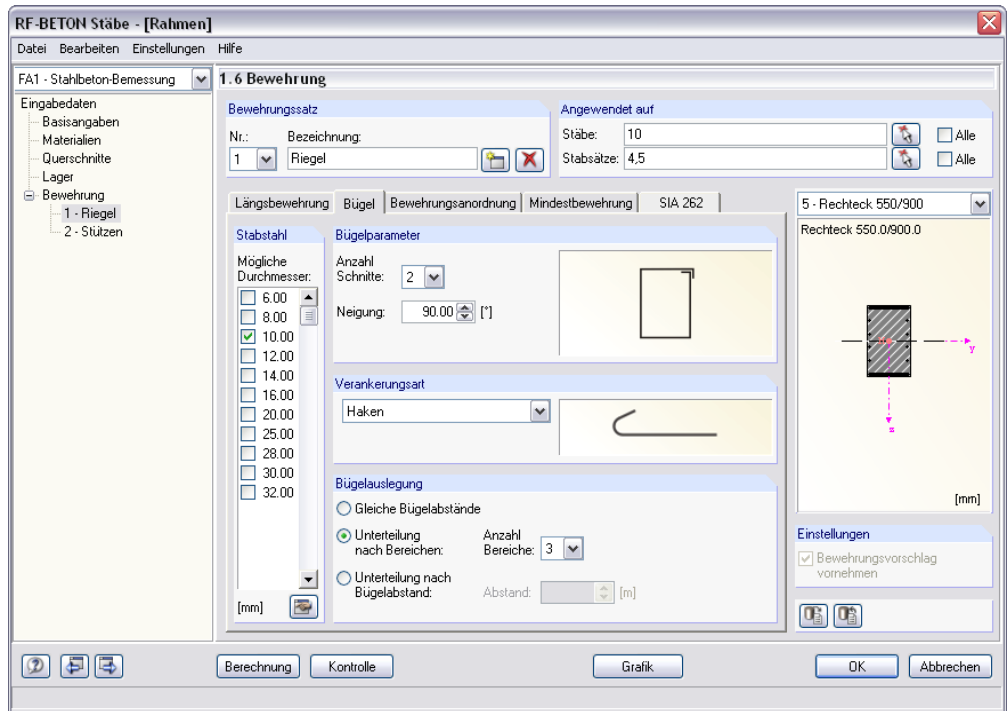 RF-BETON Stäbe - [Rahmen]
Datei Bearbeiten Einstellungen Hilfe
FA1 - Stahlbeton-Bemessung
Eingabedaten
Basisangaben
Materialien
Querschnitte
Lager
Bewehrung
1 - Riegel
2 - Stützen
1.6 Bewehrung
Bewehrungssatz
Nr.: Bezeichnung:
1 Riegel
Angewendet auf
Stäbe: 10 Alle
Stabsätze: 4,5 Alle
Längsbewehrung Bügel Bewehrungsanordnung Mindestbewehrung SIA 262
Stabstahl
Mögliche
Durchmesser:
6.00
8.00
10.00
12.00
14.00
16.00
20.00
25.00
28.00
30.00
32.00
[mm]
Bügelparameter
Anzahl
Schnitte: 2
Neigung: 90.00 [°]
Verankerungsart
Haken
Bügelauslegung
Gleiche Bügelabstände
Unterteilung
nach Bereichen:
Anzahl
Bereiche: 3
Unterteilung nach
Bügelabstand:
Abstand: [m]
5 - Rechteck 550/900
Rechteck 550.0/900.0
y
z
[mm]
Einstellungen
Bewehrungsvorschlag
vornehmen
Berechnung Kontrolle Grafik OK Abbrechen